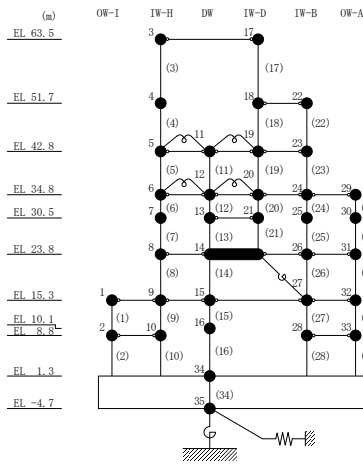 (m) OW-I IW-H DW IW-D IW-B OW-A
EL 63.5 3 17
(3) (17)
EL 51.7 4 18 22
(4) (18) (22)
EL 42.8 5 11 19 23
(5) (11) (19) (23)
EL 34.8 6 12 20 24 29
(6) (12) (20) (24)
EL 30.5 7 13 21 25 30
(7) (13) (21) (25)
EL 23.8 8 14 26 31
(8) (14) (26)
EL 15.3 1 9 15 27 32
(1) (9) (15) (27)
EL 10.1 16
EL 8.8 2 10 28 33
(2) (10) (16) (28)
EL 1.3 34
(34)
EL -4.7 35